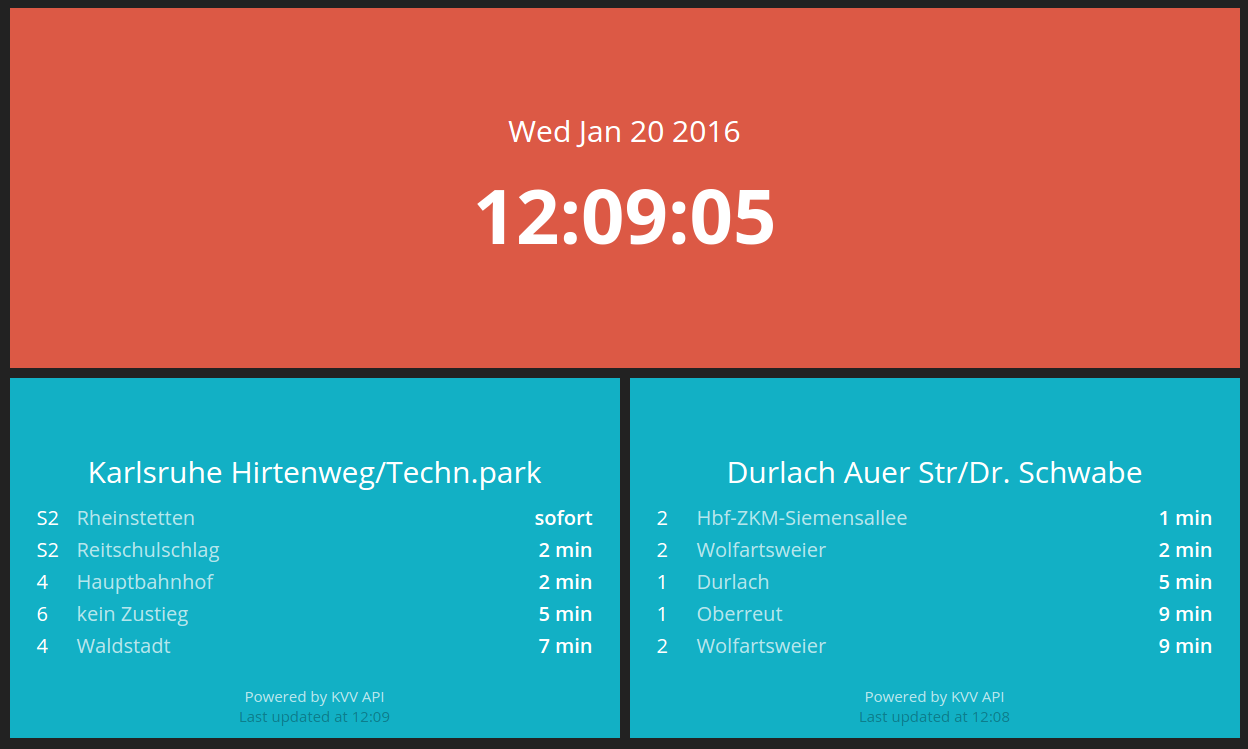 Wed Jan 20 2016
12:09:05
Karlsruhe Hirtenweg/Techn.park
S2 Rheinstetten sofort
S2 Reitschulschlag 2 min
4 Hauptbahnhof 2 min
6 kein Zustieg 5 min
4 Waldstadt 7 min
Powered by KVV API
Last updated at 12:09
Durlach Auer Str/Dr. Schwabe
2 Hbf-ZKM-Siemensallee 1 min
2 Wolfartsweier 2 min
1 Durlach 5 min
1 Oberreut 9 min
2 Wolfartsweier 9 min
Powered by KVV API
Last updated at 12:08